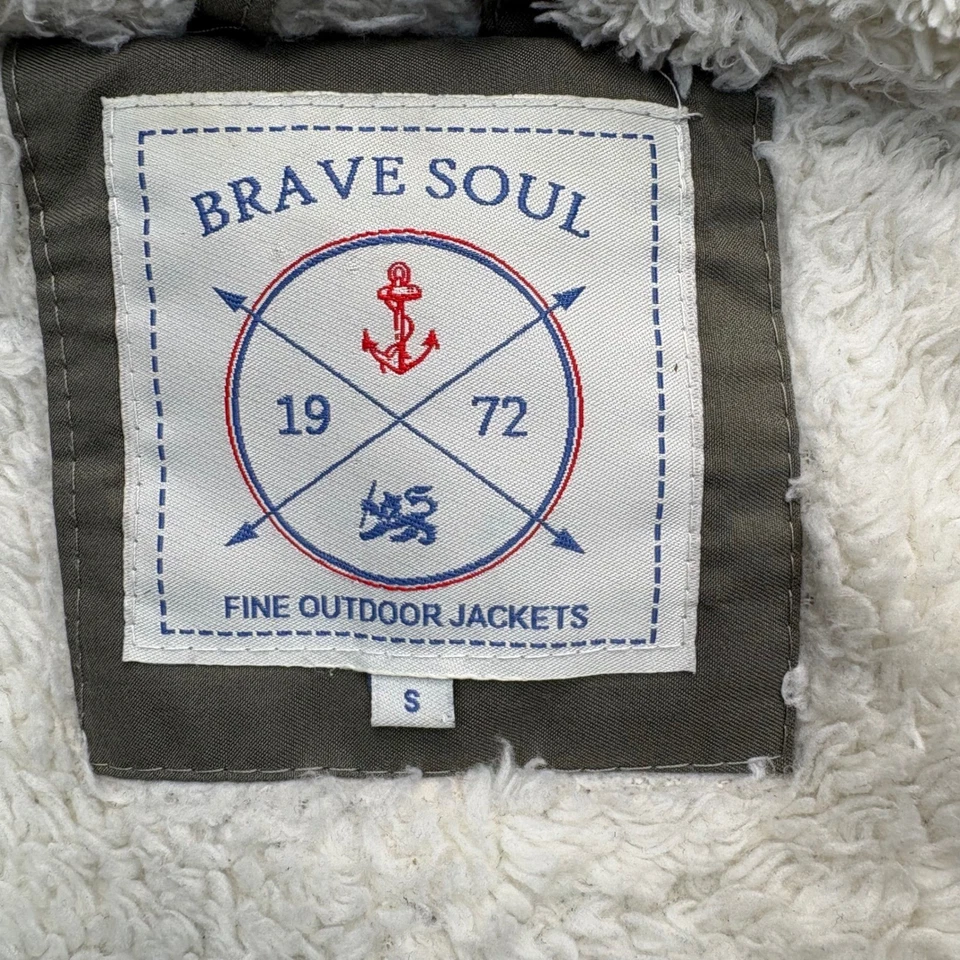 BRAVE SOUL
19 72
FINE OUTDOOR JACKETS
S